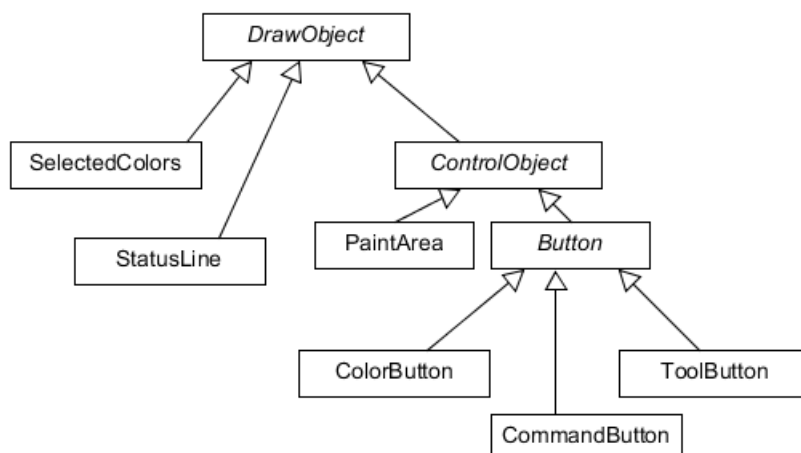 DrawObject
SelectedColors
ControlObject
StatusLine
PaintArea
Button
ColorButton
ToolButton
CommandButton